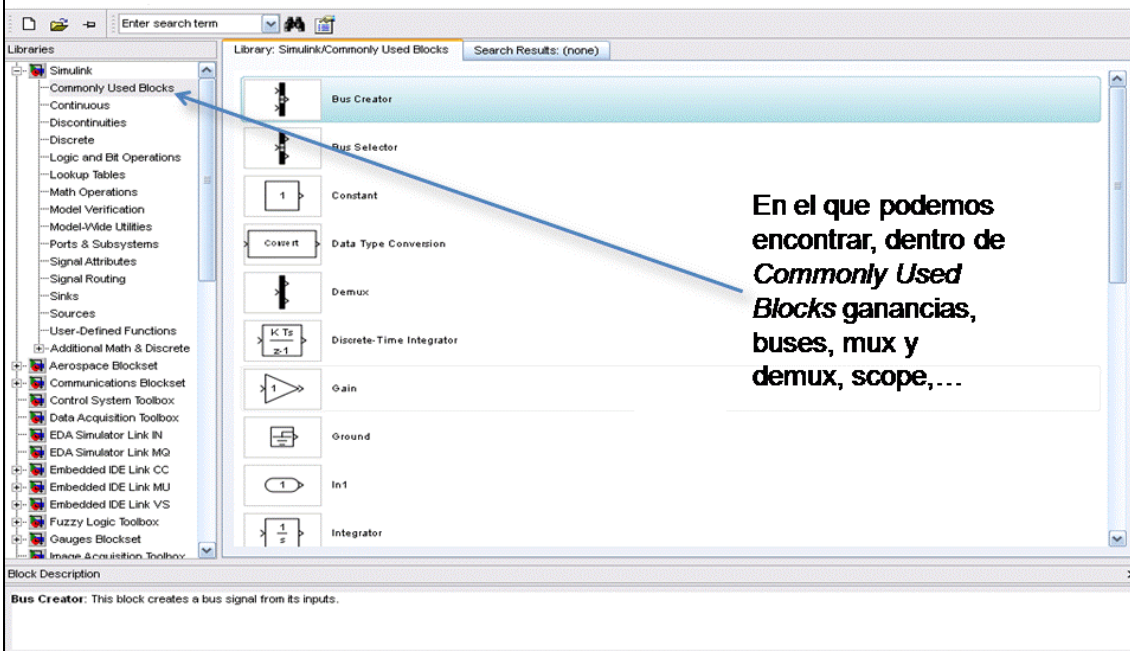 Enter search term
Libraries
Library: Simulink/Commonly Used Blocks
Search Results: (none)
Simulink
Commonly Used Blocks
Continuous
Discontinuities
Discrete
Logic and Bit Operations
Lookup Tables
Math Operations
Model Verification
Model-Wide Utilities
Ports & Subsystems
Signal Attributes
Signal Routing
Sinks
Sources
User-Defined Functions
Additional Math & Discrete
Aerospace Blockset
Communications Blockset
Control System Toolbox
Data Acquisition Toolbox
EDA Simulator Link IN
EDA Simulator Link MQ
Embedded IDE Link CC
Embedded IDE Link MU
Embedded IDE Link VS
Fuzzy Logic Toolbox
Gauges Blockset
Image Acquisition Toolbox
Bus Creator
Bus Selector
1 Constant
Convert Data Type Conversion
Demux
K Ts
z-1
Discrete-Time Integrator
1 Gain
Ground
1 In1
1
s
Integrator
En el que podemos
encontrar, dentro de
Commonly Used
Blocks ganancias,
buses, mux y
demux, scope,…
Block Description
Bus Creator: This block creates a bus signal from its inputs.